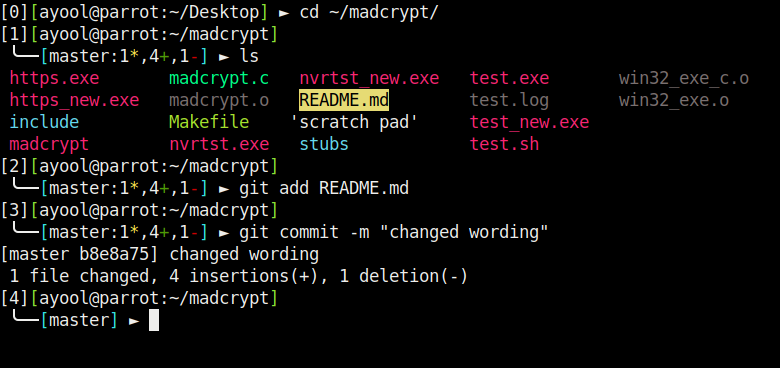 [0][ayool@parrot:~/Desktop] ► cd ~/madcrypt/
[1][ayool@parrot:~/madcrypt]
╰──[master:1*,4+,1-] ► ls
https.exe madcrypt.c nvrtst_new.exe test.exe win32_exe_c.o
https_new.exe madcrypt.o README.md test.log win32_exe.o
include Makefile 'scratch pad' test_new.exe
madcrypt nvrtst.exe stubs test.sh
[2][ayool@parrot:~/madcrypt]
╰──[master:1*,4+,1-] ► git add README.md
[3][ayool@parrot:~/madcrypt]
╰──[master:1*,4+,1-] ► git commit -m "changed wording"
[master b8e8a75] changed wording
1 file changed, 4 insertions(+), 1 deletion(-)
[4][ayool@parrot:~/madcrypt]
╰──[master] ►